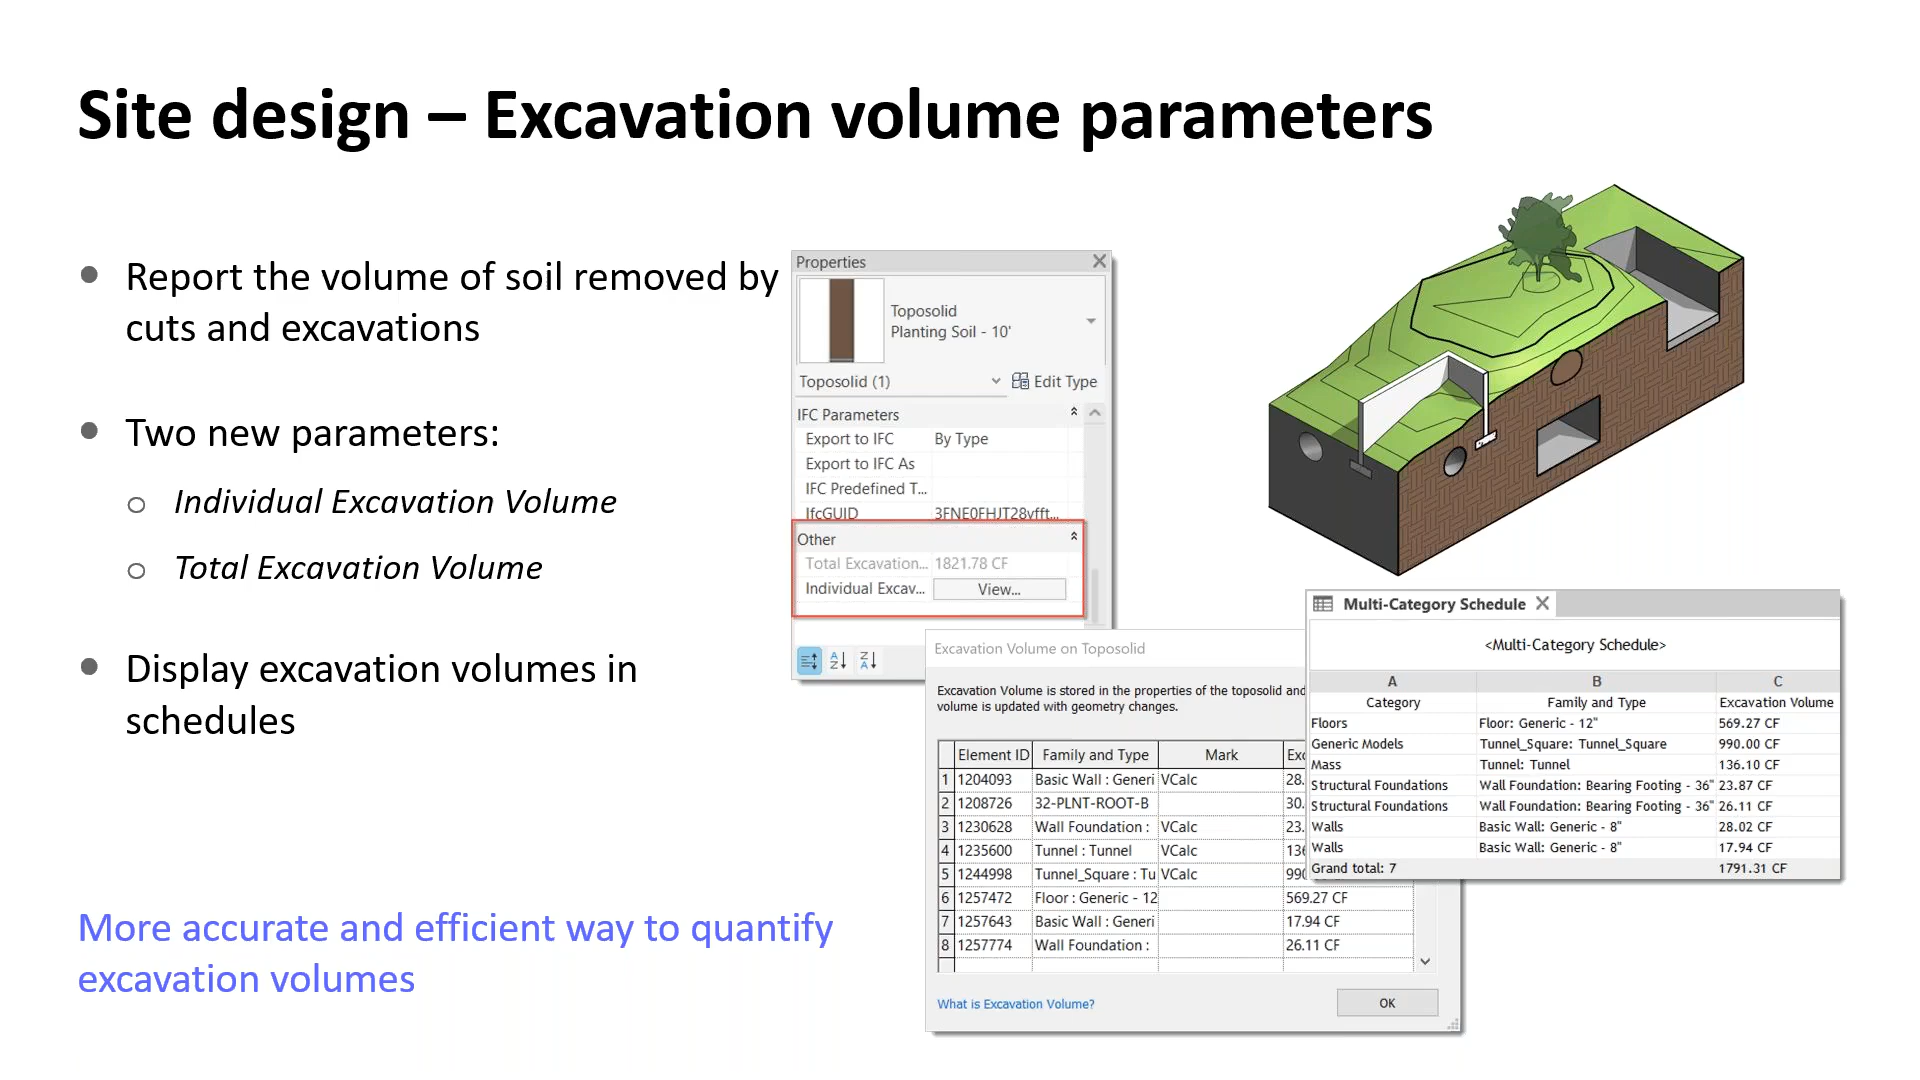 Site design – Excavation volume parameters
Report the volume of soil removed by
cuts and excavations
Two new parameters:
Individual Excavation Volume
Total Excavation Volume
Display excavation volumes in
schedules
More accurate and efficient way to quantify
excavation volumes
Properties
Toposolid
Planting Soil - 10'
Toposolid (1) Edit Type
IFC Parameters
Export to IFC By Type
Export to IFC As
IFC Predefined T...
IfcGUID 3FNE0FHJT28vfft...
Other
Total Excavation... 1821.78 CF
Individual Excav... View...
Excavation Volume on Toposolid
Excavation Volume is stored in the properties of the toposolid and
volume is updated with geometry changes.
Element ID Family and Type Mark Exc
1 1204093 Basic Wall : Generi VCalc 28.
2 1208726 32-PLNT-ROOT-B 30.
3 1230628 Wall Foundation : VCalc 23.
4 1235600 Tunnel : Tunnel VCalc 136
5 1244998 Tunnel_Square : Tu VCalc 990
6 1257472 Floor : Generic - 12 569.27 CF
7 1257643 Basic Wall : Generi 17.94 CF
8 1257774 Wall Foundation : 26.11 CF
What is Excavation Volume? OK
Multi-Category Schedule
<Multi-Category Schedule>
A B C
Category Family and Type Excavation Volume
Floors Floor: Generic - 12" 569.27 CF
Generic Models Tunnel_Square: Tunnel_Square 990.00 CF
Mass Tunnel: Tunnel 136.10 CF
Structural Foundations Wall Foundation: Bearing Footing - 36" 23.87 CF
Structural Foundations Wall Foundation: Bearing Footing - 36" 26.11 CF
Walls Basic Wall: Generic - 8" 28.02 CF
Walls Basic Wall: Generic - 8" 17.94 CF
Grand total: 7 1791.31 CF